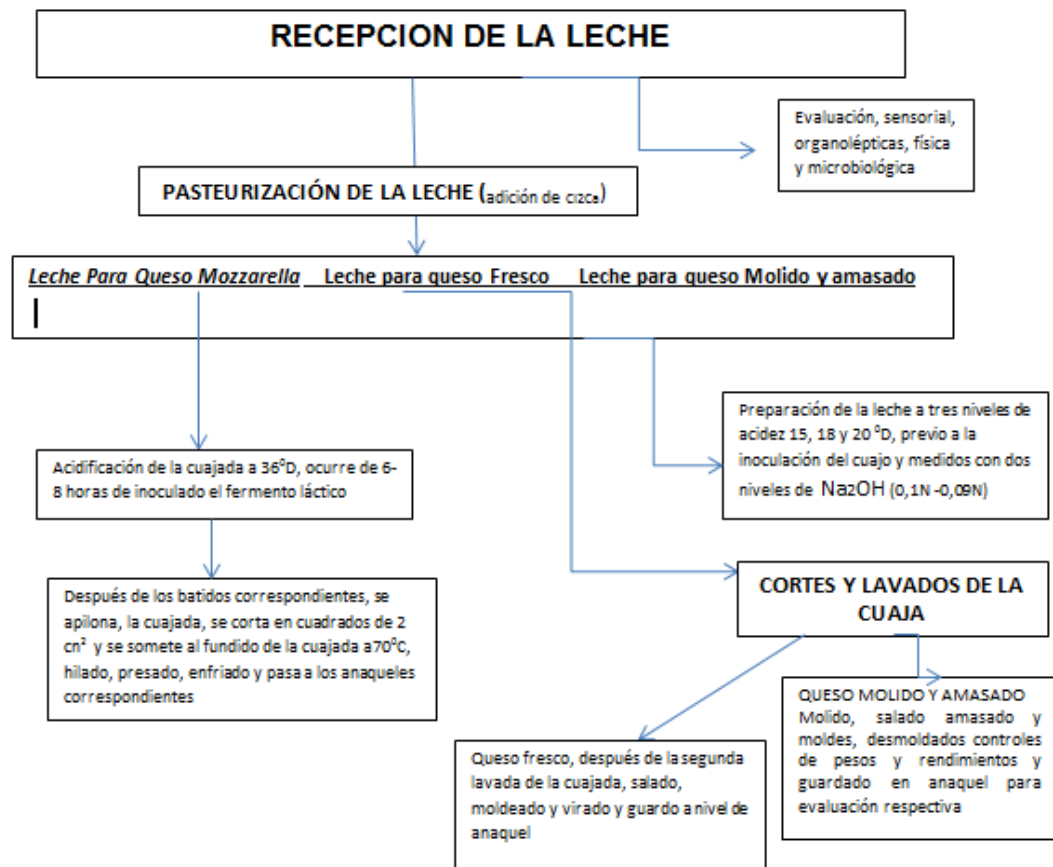 RECEPCION DE LA LECHE
Evaluación, sensorial,
organolépticas, física
y microbiológica
PASTEURIZACIÓN DE LA LECHE (adición de Cl2Ca)
Leche Para Queso Mozzarella Leche para queso Fresco Leche para queso Molido y amasado
Preparación de la leche a tres niveles de
acidez 15, 18 y 20 ⁰D, previo a la
inoculación del cuajo y medidos con dos
niveles de Na2OH (0,1N -0,09N)
Acidificación de la cuajada a 36⁰D, ocurre de 6-
8 horas de inoculado el fermento láctico
Después de los batidos correspondientes, se
apilona, la cuajada, se corta en cuadrados de 2
cn² y se somete al fundido de la cuajada a70⁰C,
hilado, presado, enfriado y pasa a los anaqueles
correspondientes
CORTES Y LAVADOS DE LA
CUAJA
QUESO MOLIDO Y AMASADO
Molido, salado amasado y
moldes, desmoldados controles
de pesos y rendimientos y
guardado en anaquel para
evaluación respectiva
Queso fresco, después de la segunda
lavada de la cuajada, salado,
moldeado y virado y guardo a nivel de
anaquel